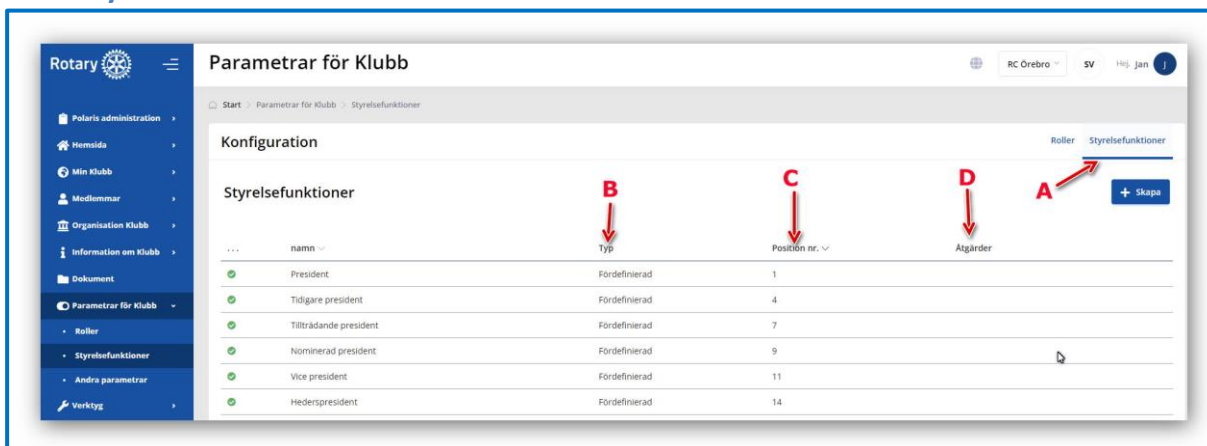 Rotary
Parametrar för Klubb
RC Örebro
SV
Hej, Jan
J
Start > Parametrar för Klubb > Styrelsefunktioner
Polaris administration
Hemsida
Min Klubb
Medlemmar
Organisation Klubb
Information om Klubb
Dokument
Parametrar för Klubb
Roller
Styrelsefunktioner
Andra parametrar
Verktyg
Konfiguration
Roller Styrelsefunktioner
Styrelsefunktioner
+ Skapa
A
B
C
D
... namn Typ Position nr. Åtgärder
President Fördefinierad 1
Tidigare president Fördefinierad 4
Tillträdande president Fördefinierad 7
Nominerad president Fördefinierad 9
Vice president Fördefinierad 11
Hederspresident Fördefinierad 14